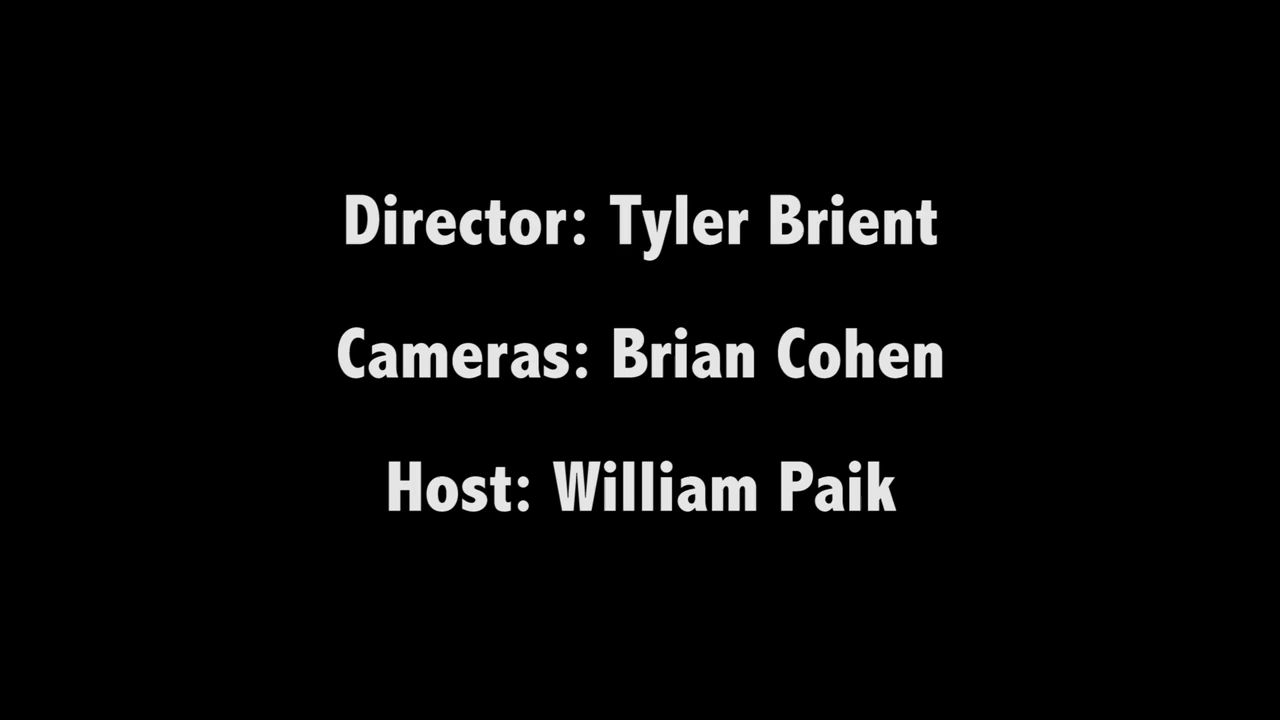 Director: Tyler Brient
Cameras: Brian Cohen
Host: William Paik